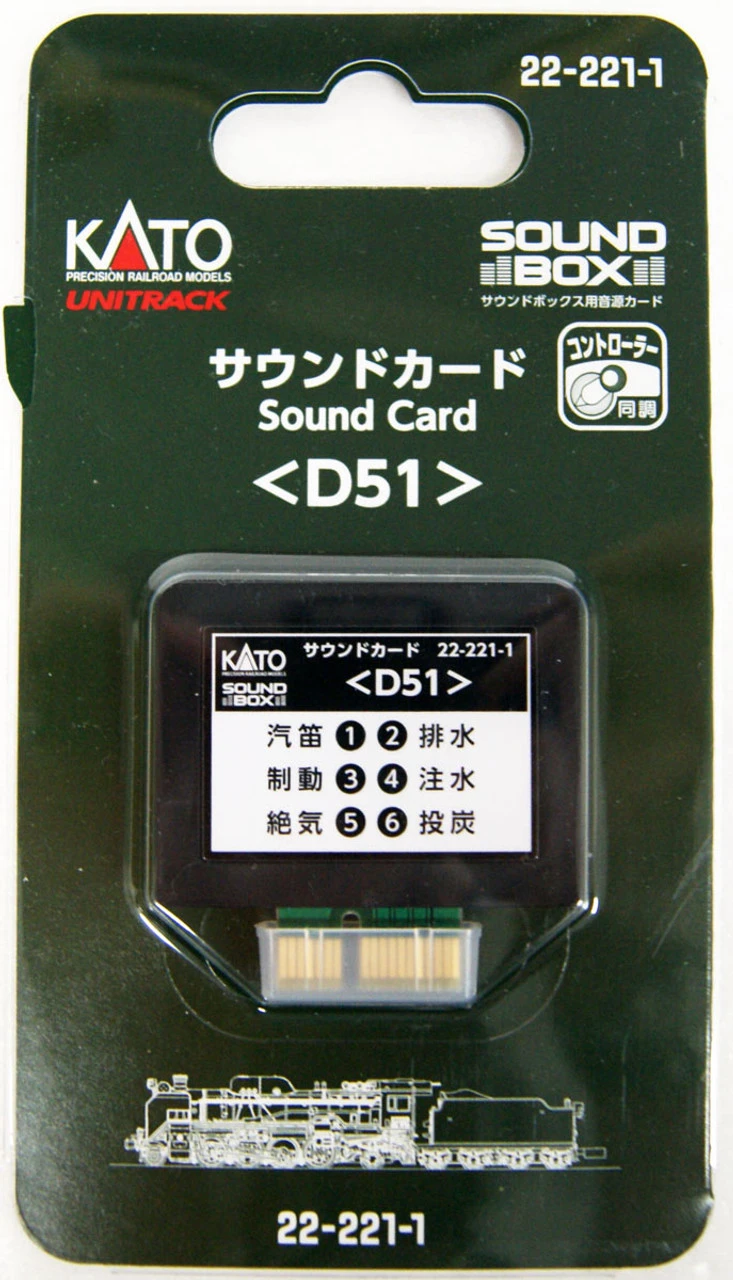 22-221-1
KATO
PRECISION RAILROAD MODELS
UNITRACK
SOUND
BOX
サウンドボックス用音源カード
サウンドカード
Sound Card
<D51>
コントローラー
同調
KATO
PRECISION RAILROAD MODELS
SOUND
BOX
サウンドカード 22-221-1
<D51>
汽笛 1 2 排水
制動 3 4 注水
絶気 5 6 投炭
22-221-1